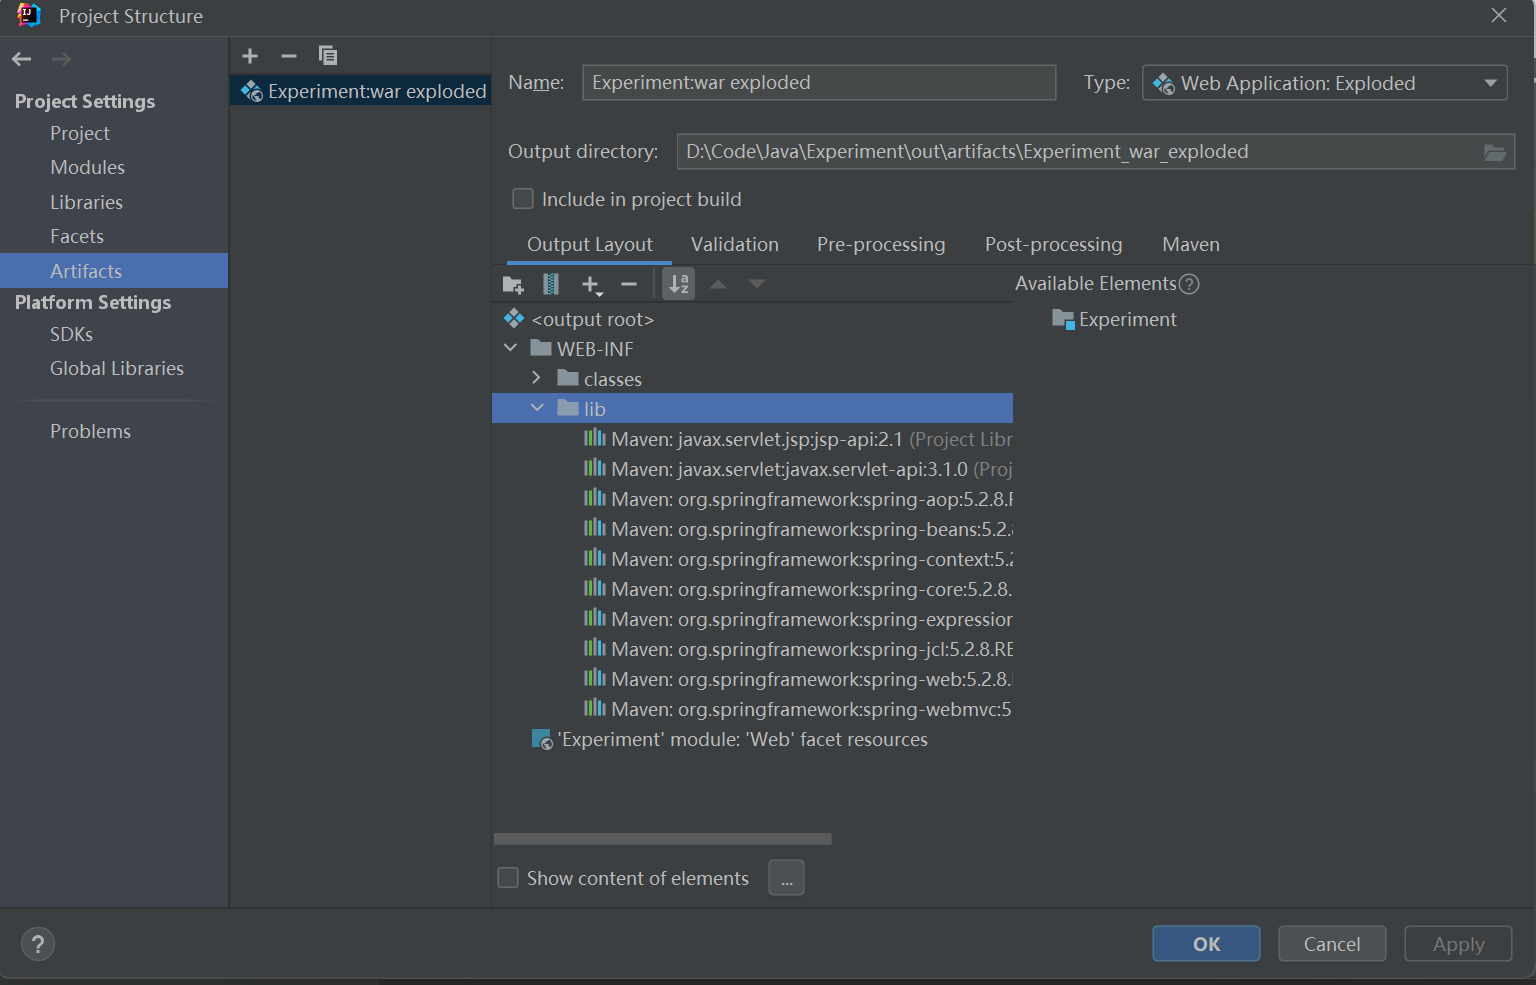 Project Structure
Project Settings
Project
Modules
Libraries
Facets
Artifacts
Platform Settings
SDKs
Global Libraries
Problems
Experiment:war exploded
Name: Experiment:war exploded
Type: Web Application: Exploded
Output directory: D:\Code\Java\Experiment\out\artifacts\Experiment_war_exploded
Include in project build
Output Layout Validation Pre-processing Post-processing Maven
Available Elements ?
<output root>
WEB-INF
classes
lib
Maven: javax.servlet.jsp:jsp-api:2.1 (Project Libr
Maven: javax.servlet:javax.servlet-api:3.1.0 (Proj
Maven: org.springframework:spring-aop:5.2.8.R
Maven: org.springframework:spring-beans:5.2.8
Maven: org.springframework:spring-context:5.2
Maven: org.springframework:spring-core:5.2.8.
Maven: org.springframework:spring-expression
Maven: org.springframework:spring-jcl:5.2.8.RE
Maven: org.springframework:spring-web:5.2.8.
Maven: org.springframework:spring-webmvc:5
'Experiment' module: 'Web' facet resources
Experiment
Show content of elements ...
? OK Cancel Apply